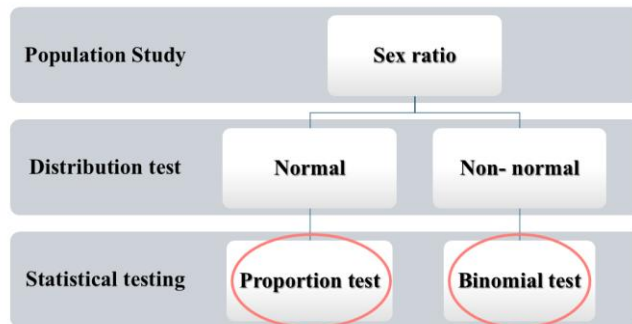 Population Study
Sex ratio
Distribution test
Normal
Non- normal
Statistical testing
Proportion test
Binomial test